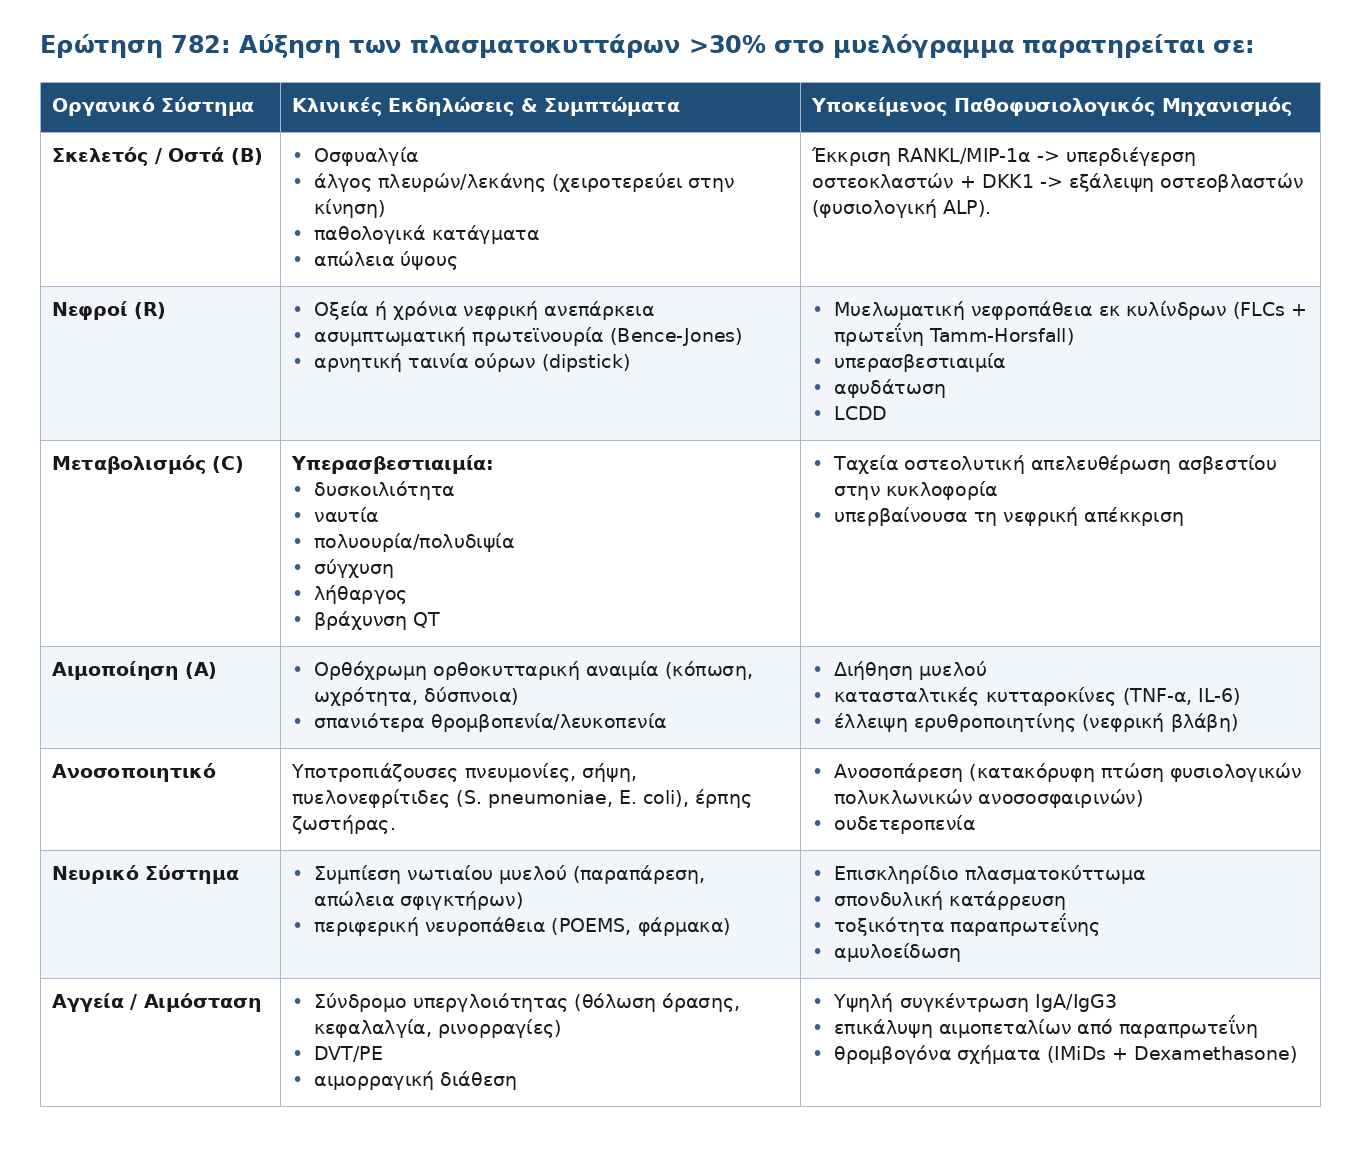 Ερώτηση 782: Αύξηση των πλασματοκυττάρων >30% στο μυελόγραμμα παρατηρείται σε:
Οργανικό Σύστημα
Κλινικές Εκδηλώσεις & Συμπτώματα
Υποκείμενος Παθοφυσιολογικός Μηχανισμός
Σκελετός / Οστά (B)
• Οσφυαλγία
• άλγος πλευρών/λεκάνης (χειροτερεύει στην
κίνηση)
• παθολογικά κατάγματα
• απώλεια ύψους
Έκκριση RANKL/MIP-1α -> υπερδιέγερση
οστεοκλαστών + DKK1 -> εξάλειψη οστεοβλαστών
(φυσιολογική ALP).
Νεφροί (R)
• Οξεία ή χρόνια νεφρική ανεπάρκεια
• ασυμπτωματική πρωτεϊνουρία (Bence-Jones)
• αρνητική ταινία ούρων (dipstick)
• Μυελωματική νεφροπάθεια εκ κυλίνδρων (FLCs +
πρωτεΐνη Tamm-Horsfall)
• υπερασβεστιαιμία
• αφυδάτωση
• LCDD
Μεταβολισμός (C)
Υπερασβεστιαιμία:
• δυσκοιλιότητα
• ναυτία
• πολυουρία/πολυδιψία
• σύγχυση
• λήθαργος
• βράχυνση QT
• Ταχεία οστεολυτική απελευθέρωση ασβεστίου
στην κυκλοφορία
• υπερβαίνουσα τη νεφρική απέκκριση
Αιμοποίηση (A)
• Ορθόχρωμη ορθοκυτταρική αναιμία (κόπωση,
ωχρότητα, δύσπνοια)
• σπανιότερα θρομβοπενία/λευκοπενία
• Διήθηση μυελού
• κατασταλτικές κυτταροκίνες (TNF-α, IL-6)
• έλλειψη ερυθροποιητίνης (νεφρική βλάβη)
Ανοσοποιητικό
Υποτροπιάζουσες πνευμονίες, σήψη,
πυελονεφρίτιδες (S. pneumoniae, E. coli), έρπης
ζωστήρας.
• Ανοσοπάρεση (κατακόρυφη πτώση φυσιολογικών
πολυκλωνικών ανοσοσφαιρινών)
• ουδετεροπενία
Νευρικό Σύστημα
• Συμπίεση νωτιαίου μυελού (παραπάρεση,
απώλεια σφιγκτήρων)
• περιφερική νευροπάθεια (POEMS, φάρμακα)
• Επισκληρίδιο πλασματοκύττωμα
• σπονδυλική κατάρρευση
• τοξικότητα παραπρωτεΐνης
• αμυλοείδωση
Αγγεία / Αιμόσταση
• Σύνδρομο υπεργλοιότητας (θόλωση όρασης,
κεφαλαλγία, ρινορραγίες)
• DVT/PE
• αιμορραγική διάθεση
• Υψηλή συγκέντρωση IgA/IgG3
• επικάλυψη αιμοπεταλίων από παραπρωτεΐνη
• θρομβογόνα σχήματα (IMiDs + Dexamethasone)